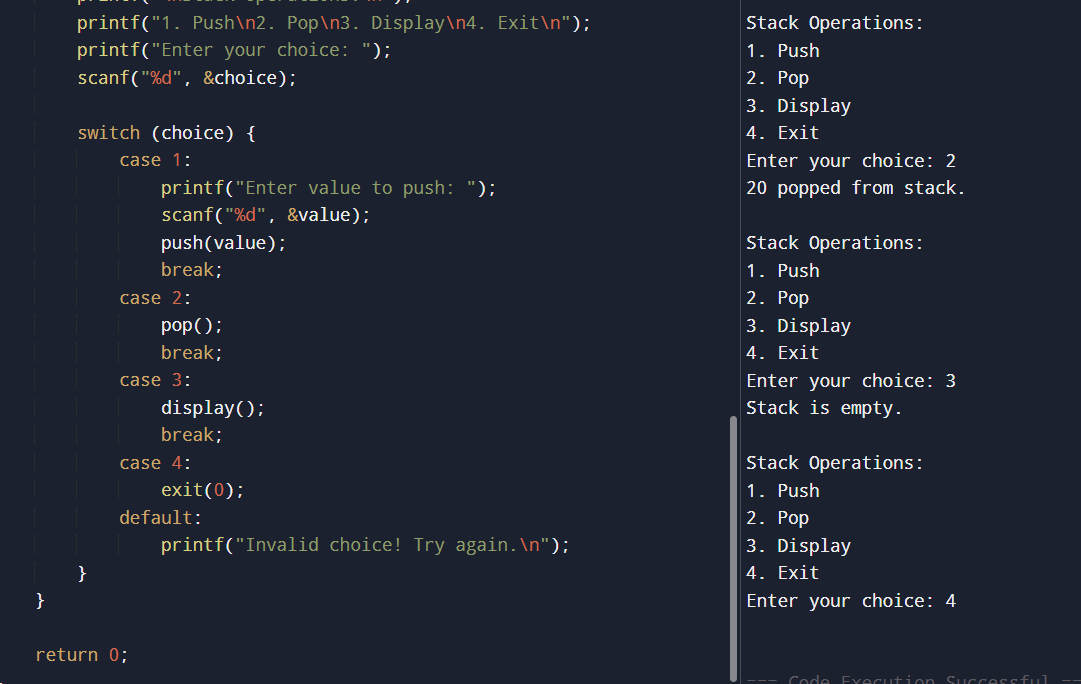 printf("\nStack Operations:\n");
printf("1. Push\n2. Pop\n3. Display\n4. Exit\n");
printf("Enter your choice: ");
scanf("%d", &choice);
switch (choice) {
case 1:
printf("Enter value to push: ");
scanf("%d", &value);
push(value);
break;
case 2:
pop();
break;
case 3:
display();
break;
case 4:
exit(0);
default:
printf("Invalid choice! Try again.\n");
}
}
return 0;
Stack Operations:
1. Push
2. Pop
3. Display
4. Exit
Enter your choice: 2
20 popped from stack.
Stack Operations:
1. Push
2. Pop
3. Display
4. Exit
Enter your choice: 3
Stack is empty.
Stack Operations:
1. Push
2. Pop
3. Display
4. Exit
Enter your choice: 4
=== Code Execution Successful ==